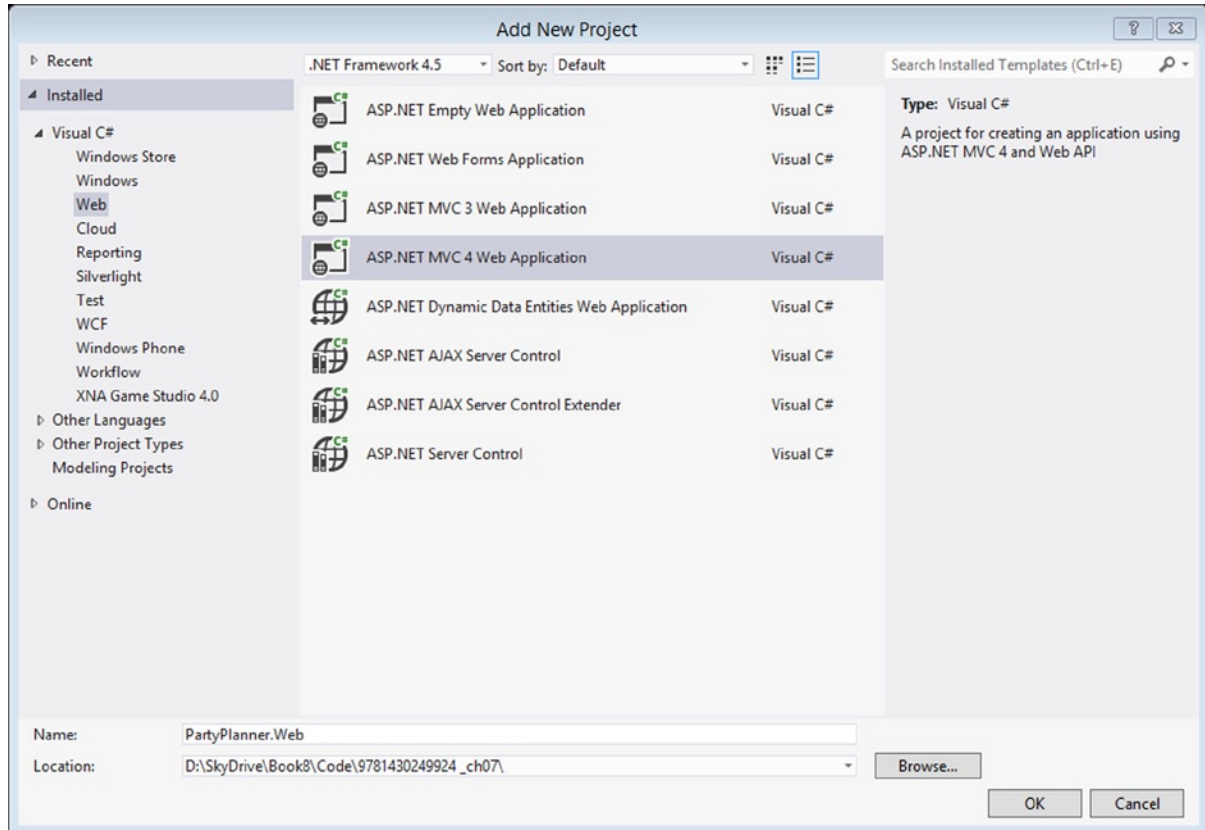 Add New Project
?
Recent
.NET Framework 4.5
Sort by: Default
Search Installed Templates (Ctrl+E)
Installed
Visual C#
Windows Store
Windows
Web
Cloud
Reporting
Silverlight
Test
WCF
Windows Phone
Workflow
XNA Game Studio 4.0
Other Languages
Other Project Types
Modeling Projects
Online
C# ASP.NET Empty Web Application Visual C#
C# ASP.NET Web Forms Application Visual C#
C# ASP.NET MVC 3 Web Application Visual C#
C# ASP.NET MVC 4 Web Application Visual C#
C# ASP.NET Dynamic Data Entities Web Application Visual C#
C# ASP.NET AJAX Server Control Visual C#
C# ASP.NET AJAX Server Control Extender Visual C#
C# ASP.NET Server Control Visual C#
Type: Visual C#
A project for creating an application using
ASP.NET MVC 4 and Web API
Name: PartyPlanner.Web
Location: D:\SkyDrive\Book8\Code\9781430249924 _ch07\
Browse...
OK
Cancel